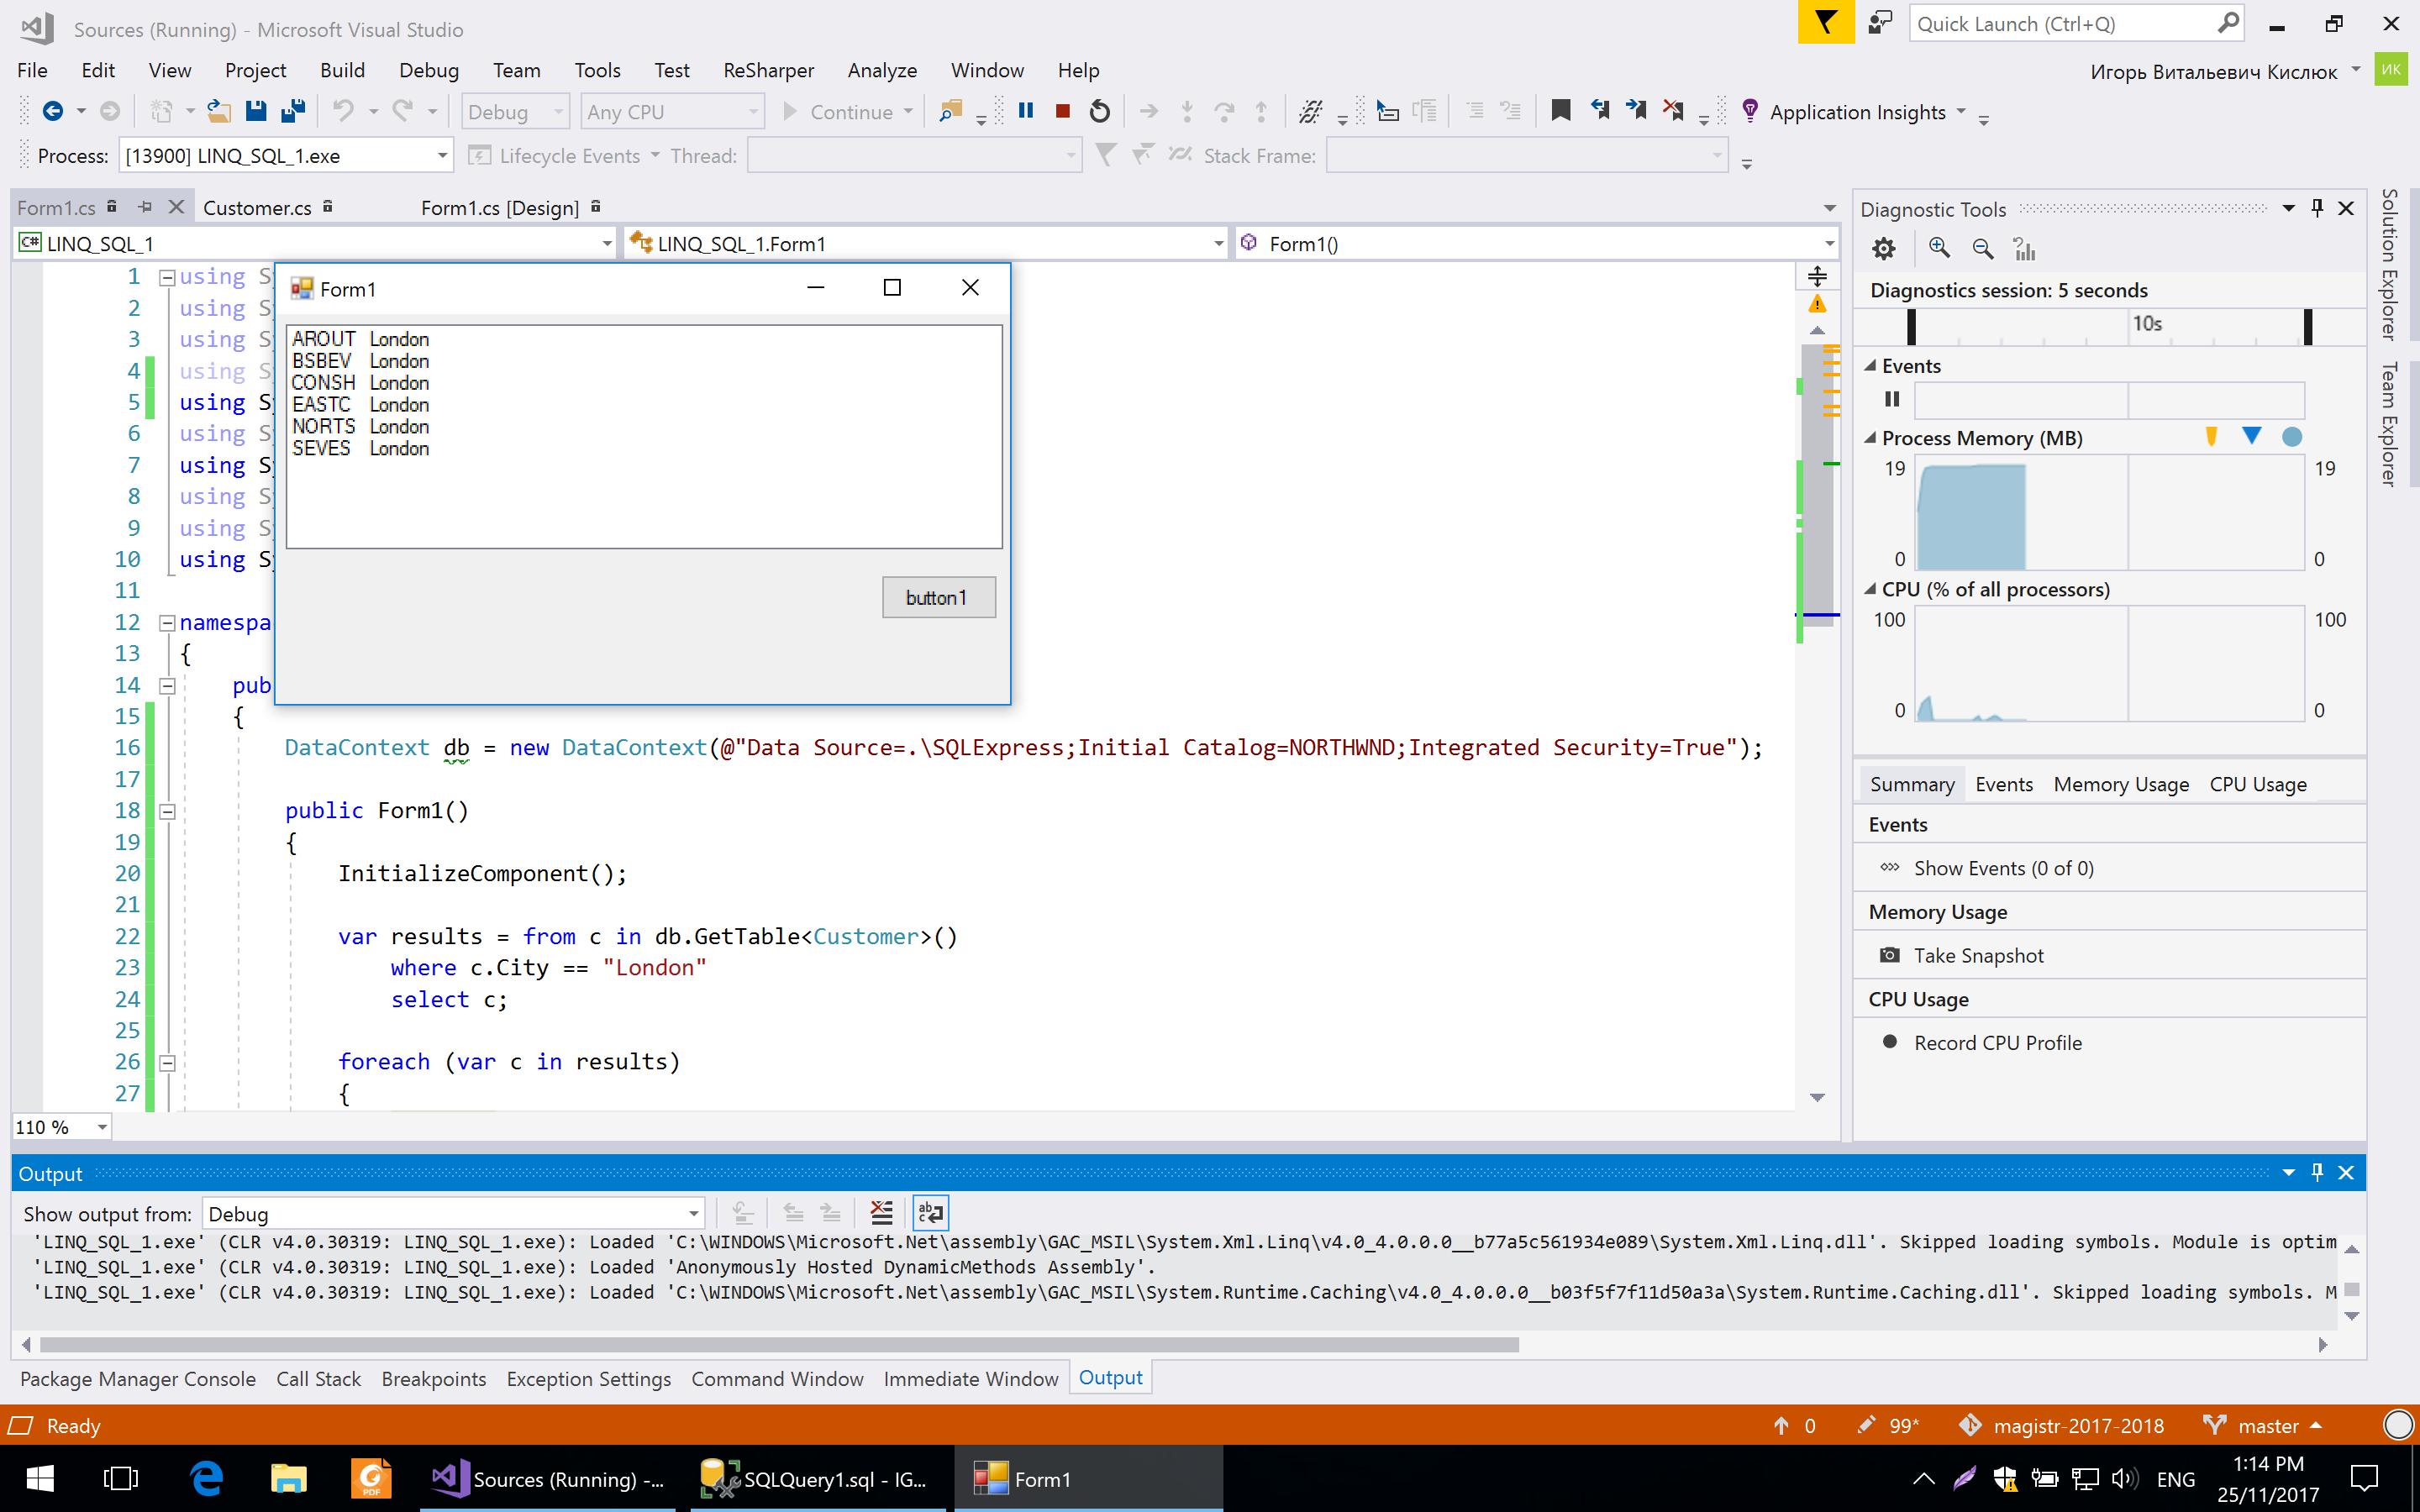 Sources (Running) - Microsoft Visual Studio
Quick Launch (Ctrl+Q)
File Edit View Project Build Debug Team Tools Test ReSharper Analyze Window Help
Игорь Витальевич Кислюк ИК
Debug Any CPU Continue Application Insights
Process: [13900] LINQ_SQL_1.exe Lifecycle Events Thread: Stack Frame:
Form1.cs Customer.cs Form1.cs [Design]
C# LINQ_SQL_1 LINQ_SQL_1.Form1 Form1()
1 using S
2 using S
3 using S
4 using S
5 using S
6 using S
7 using S
8 using S
9 using S
10 using S
11
12 namespa
13 {
14 pub
15 {
16 DataContext db = new DataContext(@"Data Source=.\SQLExpress;Initial Catalog=NORTHWND;Integrated Security=True");
17
18 public Form1()
19 {
20 InitializeComponent();
21
22 var results = from c in db.GetTable<Customer>()
23 where c.City == "London"
24 select c;
25
26 foreach (var c in results)
27 {
110 %
Form1
AROUT London
BSBEV London
CONSH London
EASTC London
NORTS London
SEVES London
button1
Diagnostic Tools
Diagnostics session: 5 seconds
10s
Events
Process Memory (MB)
19 19
0 0
CPU (% of all processors)
100 100
0 0
Summary Events Memory Usage CPU Usage
Events
Show Events (0 of 0)
Memory Usage
Take Snapshot
CPU Usage
Record CPU Profile
Solution Explorer
Team Explorer
Output
Show output from: Debug
'LINQ_SQL_1.exe' (CLR v4.0.30319: LINQ_SQL_1.exe): Loaded 'C:\WINDOWS\Microsoft.Net\assembly\GAC_MSIL\System.Xml.Linq\v4.0_4.0.0.0__b77a5c561934e089\System.Xml.Linq.dll'. Skipped loading symbols. Module is optim
'LINQ_SQL_1.exe' (CLR v4.0.30319: LINQ_SQL_1.exe): Loaded 'Anonymously Hosted DynamicMethods Assembly'.
'LINQ_SQL_1.exe' (CLR v4.0.30319: LINQ_SQL_1.exe): Loaded 'C:\WINDOWS\Microsoft.Net\assembly\GAC_MSIL\System.Runtime.Caching\v4.0_4.0.0.0__b03f5f7f11d50a3a\System.Runtime.Caching.dll'. Skipped loading symbols. M
Package Manager Console Call Stack Breakpoints Exception Settings Command Window Immediate Window Output
Ready 0 99* magistr-2017-2018 master
PDF Sources (Running) -... SQLQuery1.sql - IG... Form1 ENG 1:14 PM
25/11/2017